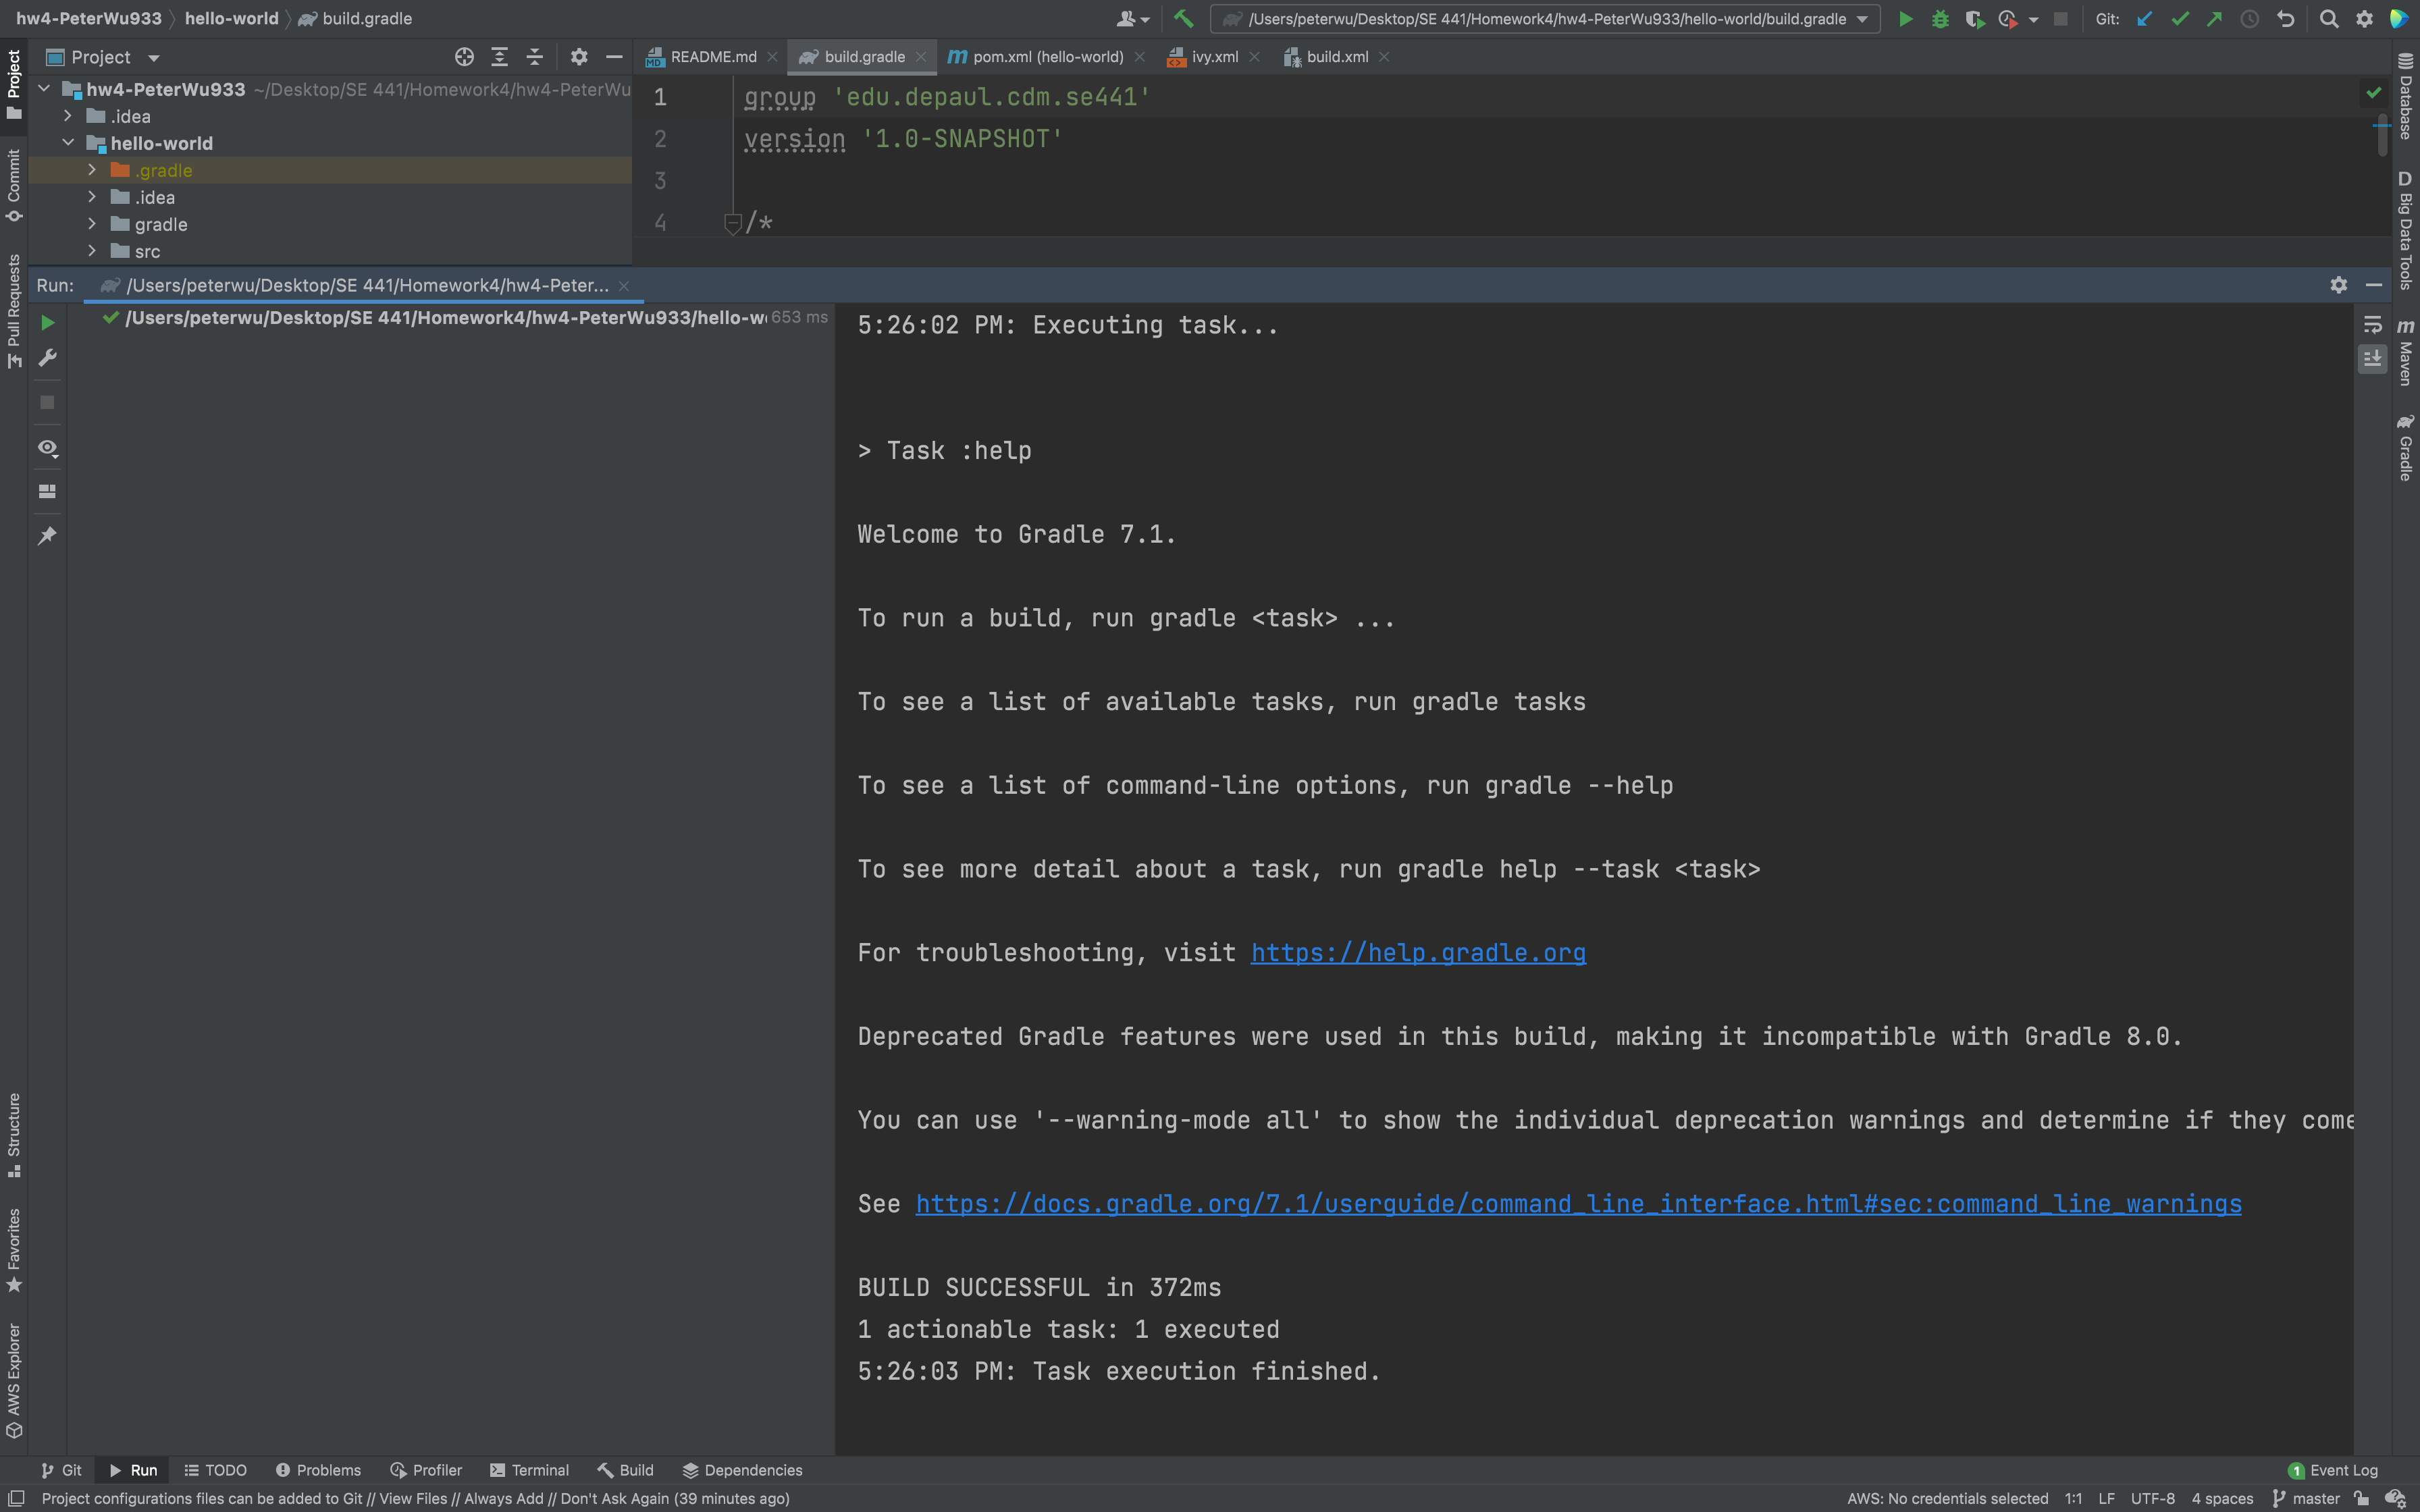 hw4-PeterWu933 hello-world build.gradle
/Users/peterwu/Desktop/SE 441/Homework4/hw4-PeterWu933/hello-world/build.gradle
Git:
Project
README.md
build.gradle
pom.xml (hello-world)
ivy.xml
build.xml
hw4-PeterWu933 ~/Desktop/SE 441/Homework4/hw4-PeterWu
.idea
hello-world
.gradle
.idea
gradle
src
1 group 'edu.depaul.cdm.se441'
2 version '1.0-SNAPSHOT'
3
4 /*
Project
Commit
Pull Requests
Structure
Favorites
AWS Explorer
Database
D Big Data Tools
m Maven
Gradle
Run: /Users/peterwu/Desktop/SE 441/Homework4/hw4-Peter...
/Users/peterwu/Desktop/SE 441/Homework4/hw4-PeterWu933/hello-w 653 ms
5:26:02 PM: Executing task...
> Task :help
Welcome to Gradle 7.1.
To run a build, run gradle <task> ...
To see a list of available tasks, run gradle tasks
To see a list of command-line options, run gradle --help
To see more detail about a task, run gradle help --task <task>
For troubleshooting, visit https://help.gradle.org
Deprecated Gradle features were used in this build, making it incompatible with Gradle 8.0.
You can use '--warning-mode all' to show the individual deprecation warnings and determine if they come
See https://docs.gradle.org/7.1/userguide/command_line_interface.html#sec:command_line_warnings
BUILD SUCCESSFUL in 372ms
1 actionable task: 1 executed
5:26:03 PM: Task execution finished.
Git Run TODO Problems Profiler Terminal Build Dependencies
1 Event Log
Project configurations files can be added to Git // View Files // Always Add // Don't Ask Again (39 minutes ago)
AWS: No credentials selected 1:1 LF UTF-8 4 spaces master